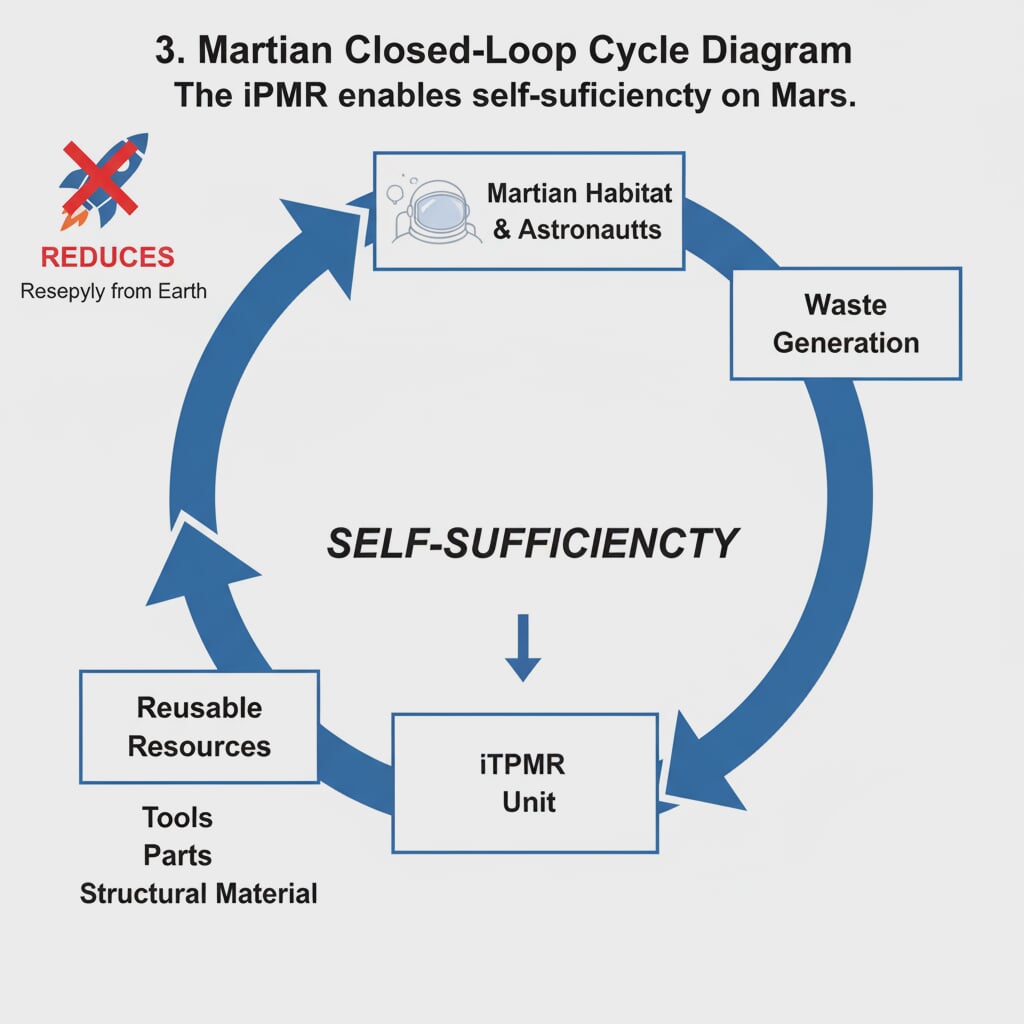 3. Martian Closed-Loop Cycle Diagram
The iPMR enables self-suficiencty on Mars.
REDUCES
Resepyly from Earth
Martian Habitat
& Astronautts
Waste
Generation
SELF-SUFFICIENCTY
iTPMR
Unit
Reusable
Resources
Tools
Parts
Structural Material